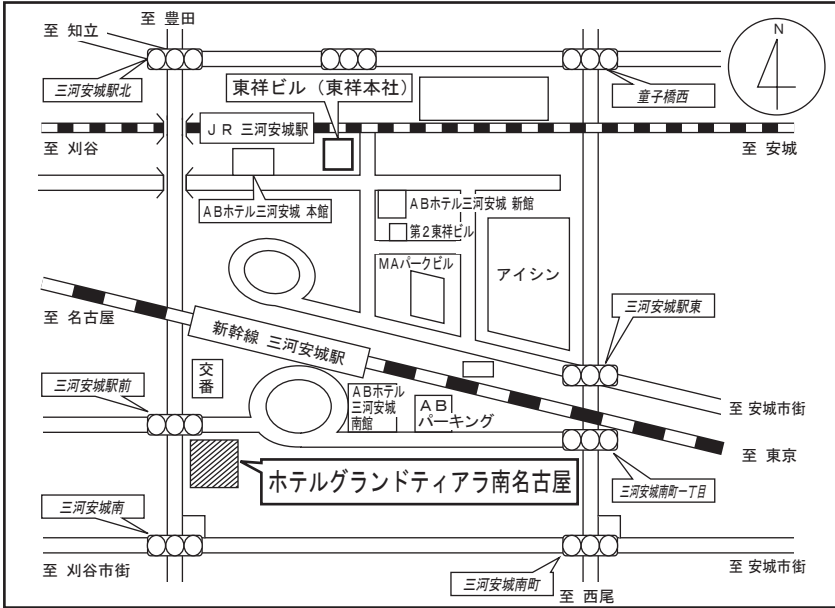 至 豊田
至 知立
N
三河安城駅北
東祥ビル（東祥本社）
童子橋西
ＪＲ 三河安城駅
至 刈谷
至 安城
ABホテル三河安城 本館
ABホテル三河安城 新館
第2東祥ビル
MAパークビル
アイシン
三河安城駅東
至 名古屋
新幹線 三河安城駅
交番
三河安城駅前
ABホテル
三河安城
南館
ＡＢ
パーキング
至 安城市街
至 東京
ホテルグランドティアラ南名古屋
三河安城南町一丁目
三河安城南
至 刈谷市街
三河安城南町
至 安城市街
至 西尾